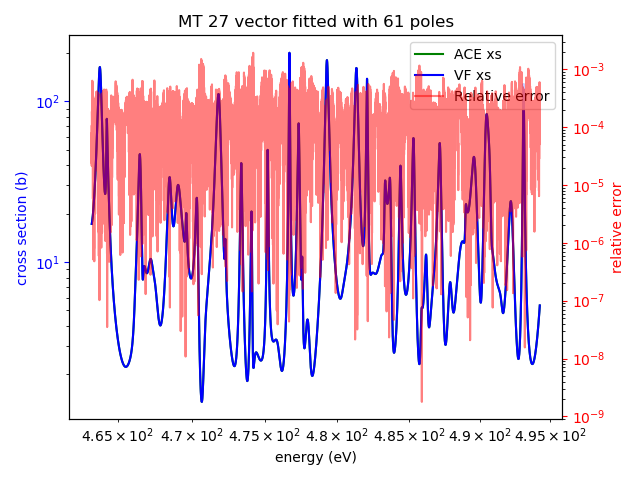 MT 27 vector fitted with 61 poles
ACE xs
VF xs
Relative error
cross section (b)
10²
10¹
relative error
10⁻³
10⁻⁴
10⁻⁵
10⁻⁶
10⁻⁷
10⁻⁸
10⁻⁹
4.65 × 10² 4.7 × 10² 4.75 × 10² 4.8 × 10² 4.85 × 10² 4.9 × 10² 4.95 × 10²
energy (eV)